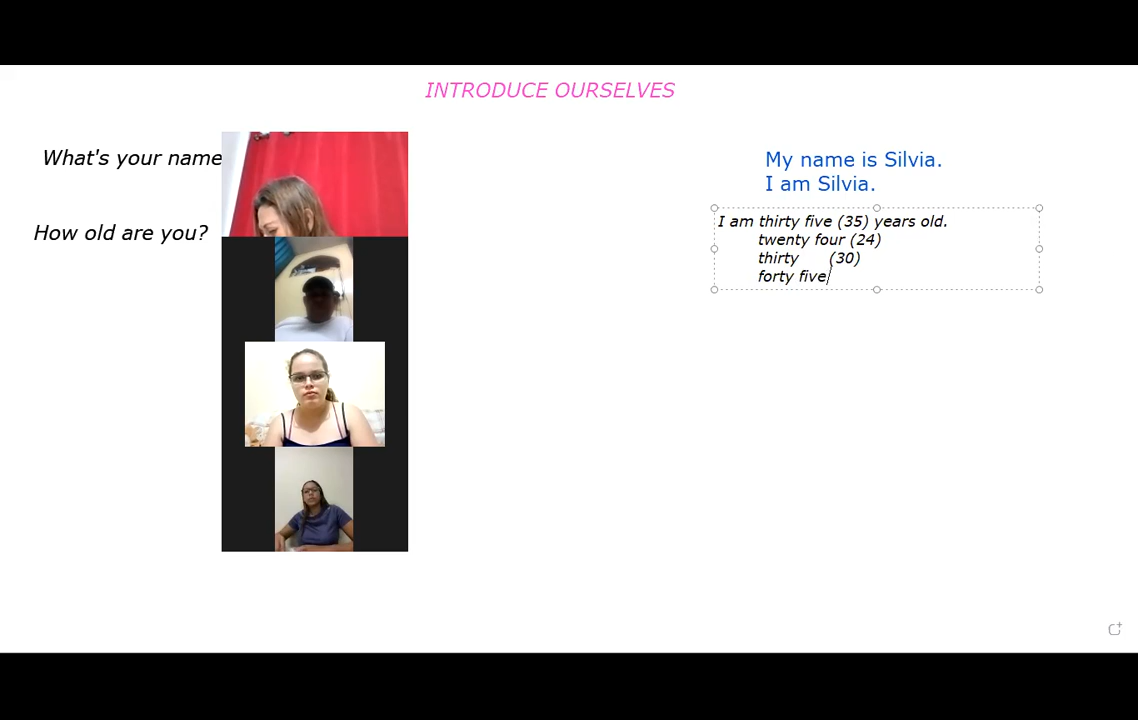 INTRODUCE OURSELVES
What's your name
How old are you?
My name is Silvia.
I am Silvia.
I am thirty five (35) years old.
twenty four (24)
thirty (30)
forty five